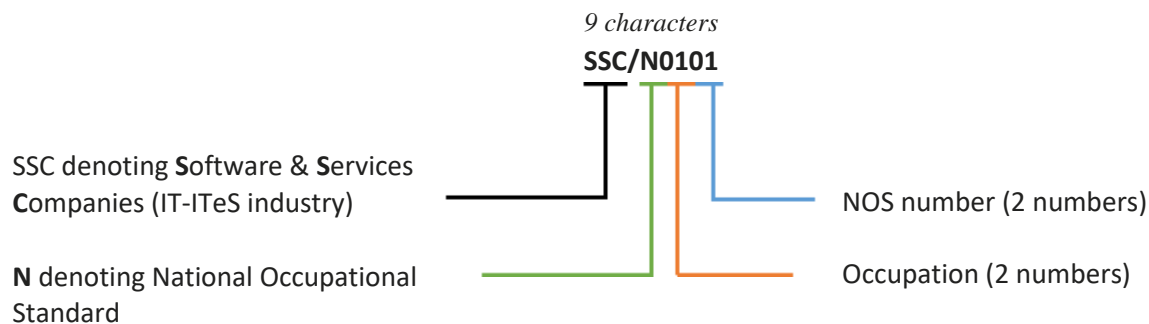 9 characters
SSC/N0101
SSC denoting Software & Services
Companies (IT-ITeS industry)
NOS number (2 numbers)
N denoting National Occupational
Standard
Occupation (2 numbers)